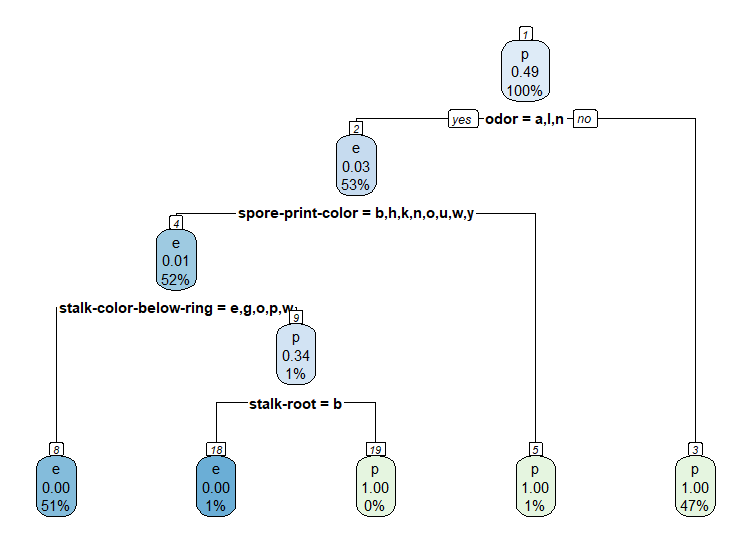 1
p
0.49
100%
yes odor = a,l,n no
2
e
0.03
53%
spore-print-color = b,h,k,n,o,u,w,y
4
e
0.01
52%
stalk-color-below-ring = e,g,o,p,w
9
p
0.34
1%
stalk-root = b
8
e
0.00
51%
18
e
0.00
1%
19
p
1.00
0%
5
p
1.00
1%
3
p
1.00
47%